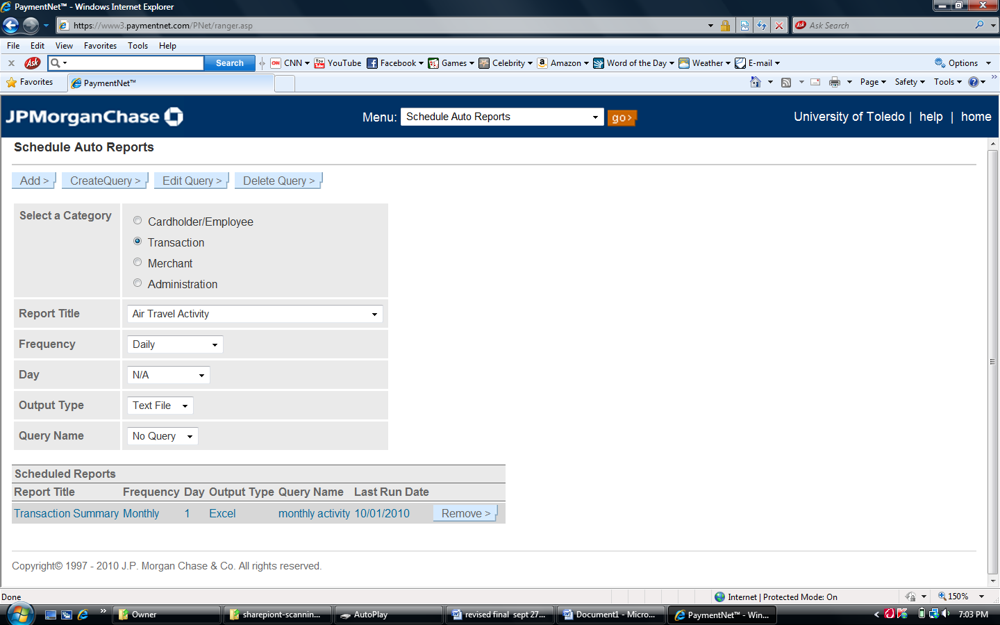 PaymentNet™ - Windows Internet Explorer
https://www3.paymentnet.com/PNet/ranger.asp
Ask Search
File Edit View Favorites Tools Help
Ask Search CNN YouTube Facebook Games Celebrity Amazon Word of the Day Weather E-mail Options
Favorites PaymentNet™ Page Safety Tools
JPMorganChase Menu: Schedule Auto Reports go> University of Toledo | help | home
Schedule Auto Reports
Add > CreateQuery > Edit Query > Delete Query >
Select a Category
Cardholder/Employee
Transaction
Merchant
Administration
Report Title Air Travel Activity
Frequency Daily
Day N/A
Output Type Text File
Query Name No Query
Scheduled Reports
Report Title Frequency Day Output Type Query Name Last Run Date
Transaction Summary Monthly 1 Excel monthly activity 10/01/2010 Remove >
Copyright© 1997 - 2010 J.P. Morgan Chase & Co. All rights reserved.
Done Internet | Protected Mode: On 150%
Owner sharepiont-scannin... AutoPlay revised final sept 27... Document1 - Micro... PaymentNet™ - Win... 7:03 PM